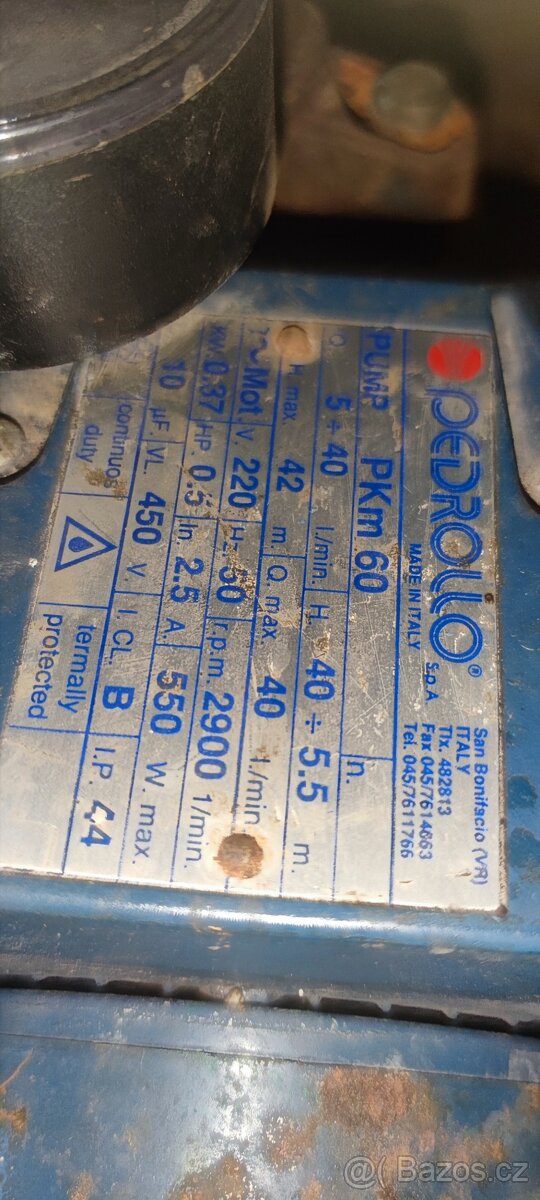 PEDROLLO® S.p.A
MADE IN ITALY
San Bonifacio (VR)
ITALY
Tlx. 482813
Fax 045/7614663
Tel. 045/7611766
PUMP PKm 60 n.
Q 5 ÷ 40 l/min. H. 40 ÷ 5.5 m.
H. max. 42 m. Q. max. 40 l/min
Mot V. 220 Hz 50 r.p.m. 2900 1/min.
KW 0.37 HP. 0.5 In. 2.5 A. 550 W. max.
10 µF. VL. 450 V. I. CL. B I.P. 44
continuos
duty
termally
protected
@ Bazos.cz